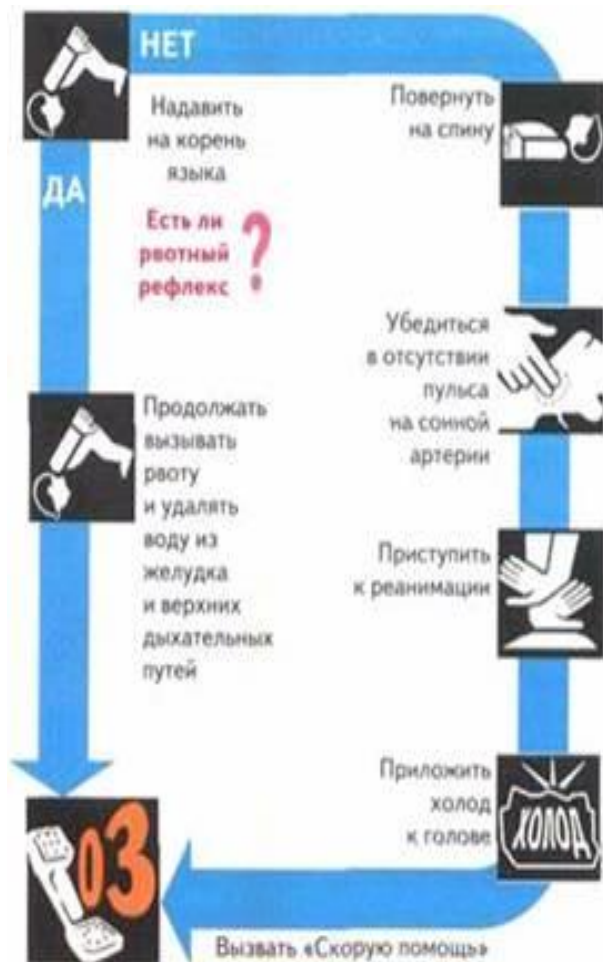 НЕТ
Надавить
на корень
языка
ДА
Есть ли
рвотный
рефлекс
?
Продолжать
вызывать
рвоту
и удалять
воду из
желудка
и верхних
дыхательных
путей
Повернуть
на спину
Убедиться
в отсутствии
пульса
на сонной
артерии
Приступить
к реанимации
Приложить
холод
к голове
ХОЛОД
03
Вызвать «Скорую помощь»